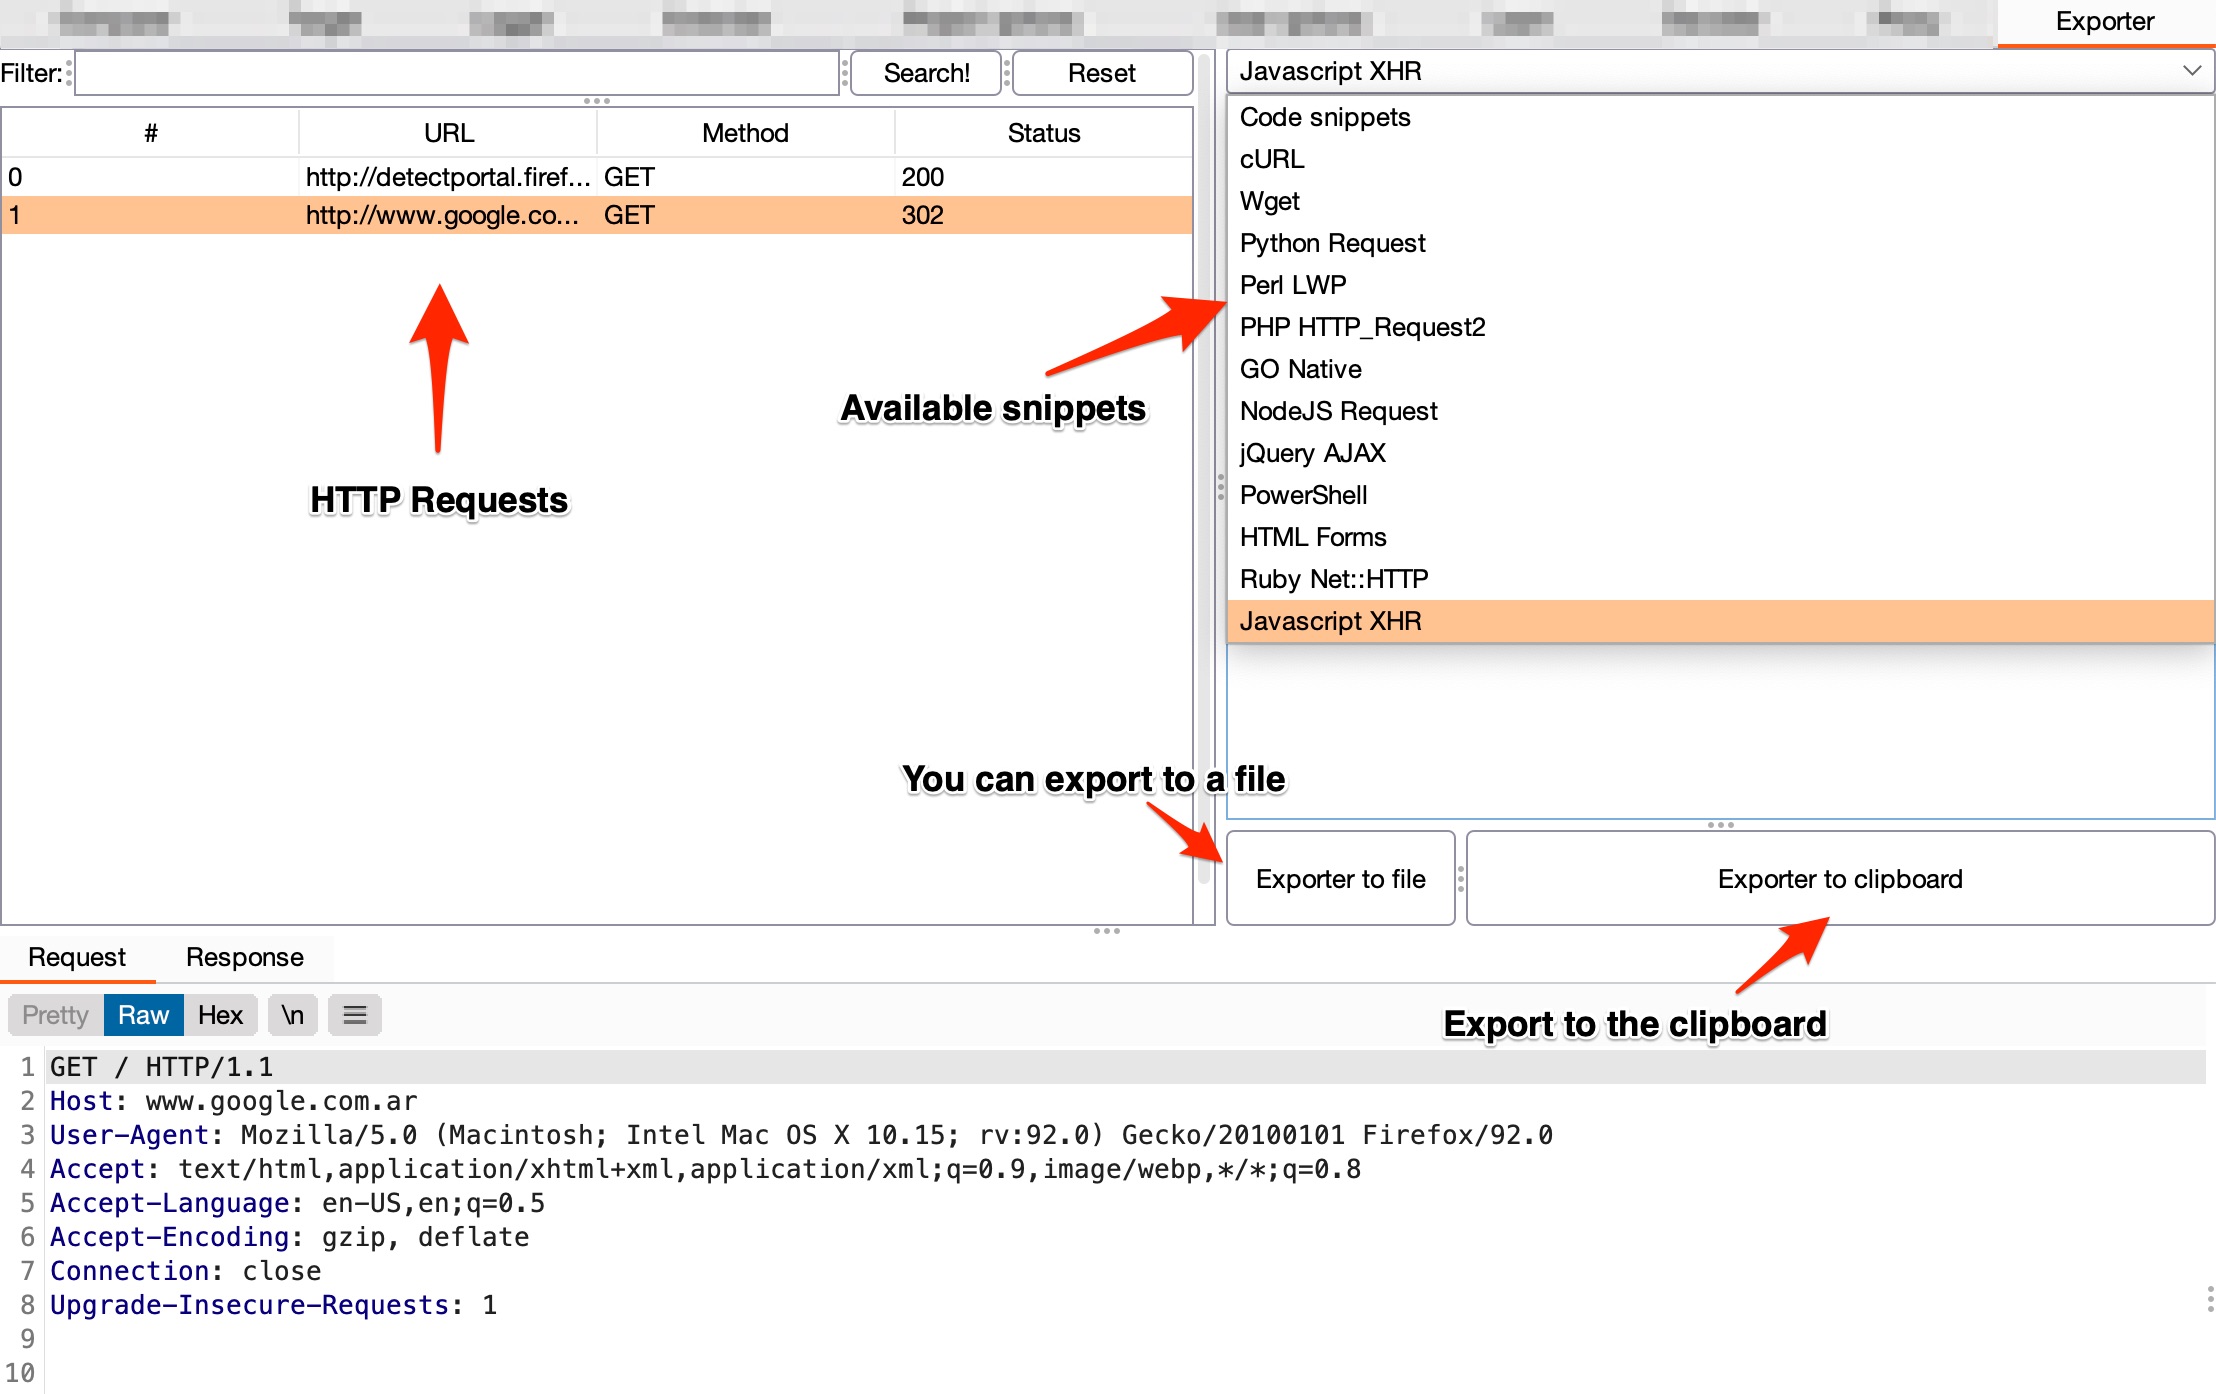 Exporter
Filter:
Search!
Reset
# URL Method Status
0 http://detectportal.firef... GET 200
1 http://www.google.co... GET 302
HTTP Requests
Available snippets
Javascript XHR
Code snippets
cURL
Wget
Python Request
Perl LWP
PHP HTTP_Request2
GO Native
NodeJS Request
jQuery AJAX
PowerShell
HTML Forms
Ruby Net::HTTP
Javascript XHR
You can export to a file
Exporter to file
Exporter to clipboard
Export to the clipboard
Request Response
Pretty Raw Hex \n
1 GET / HTTP/1.1
2 Host: www.google.com.ar
3 User-Agent: Mozilla/5.0 (Macintosh; Intel Mac OS X 10.15; rv:92.0) Gecko/20100101 Firefox/92.0
4 Accept: text/html,application/xhtml+xml,application/xml;q=0.9,image/webp,*/*;q=0.8
5 Accept-Language: en-US,en;q=0.5
6 Accept-Encoding: gzip, deflate
7 Connection: close
8 Upgrade-Insecure-Requests: 1
9
10